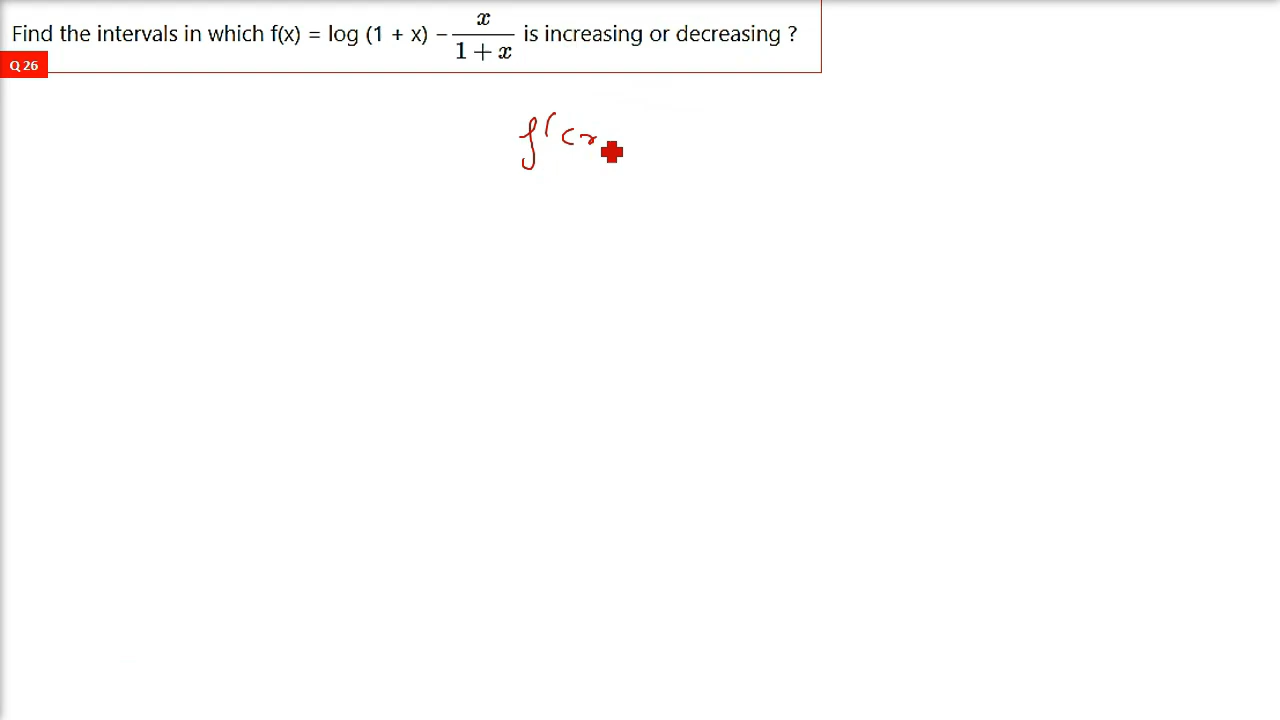 Find the intervals in which f(x) = log (1 + x) − x/(1 + x) is increasing or decreasing ?
Q 26
f'(x